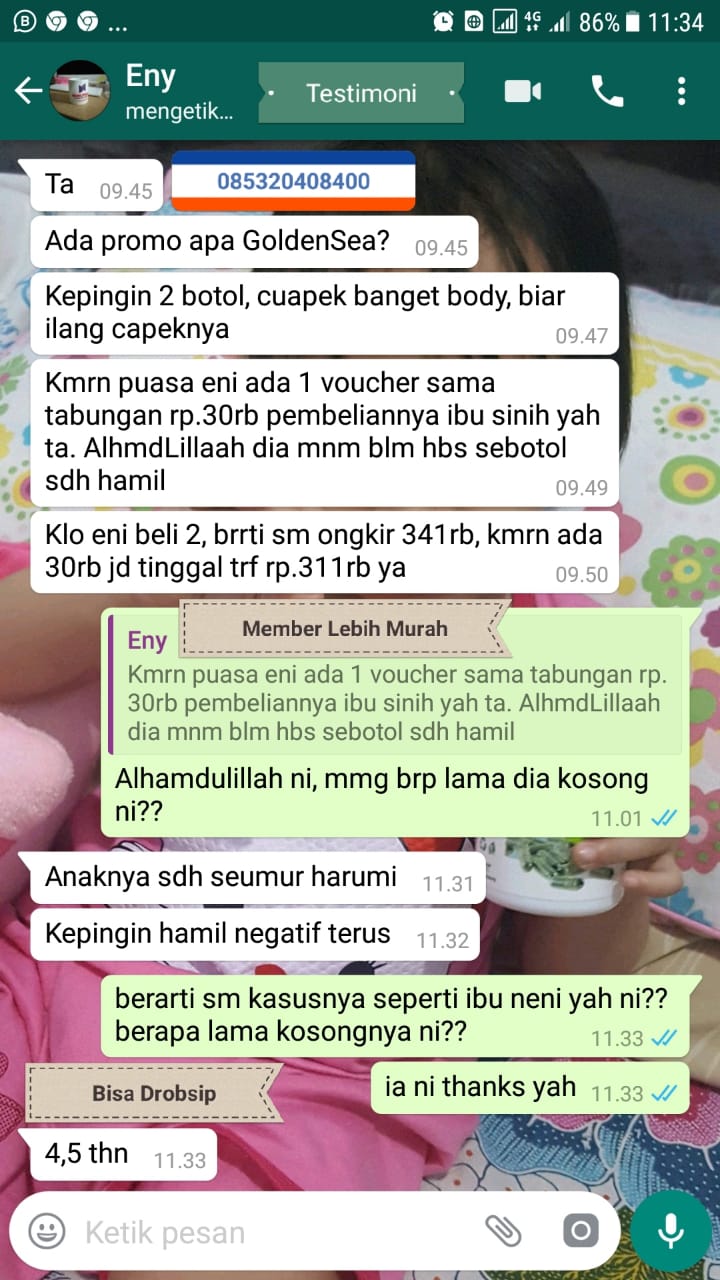 4G 86% 11:34
Eny
mengetik...
Testimoni
Ta 09.45
085320408400
Ada promo apa GoldenSea? 09.45
Kepingin 2 botol, cuapek banget body, biar
ilang capeknya 09.47
Kmrn puasa eni ada 1 voucher sama
tabungan rp.30rb pembeliannya ibu sinih yah
ta. AlhmdLillaah dia mnm blm hbs sebotol
sdh hamil 09.49
Klo eni beli 2, brrti sm ongkir 341rb, kmrn ada
30rb jd tinggal trf rp.311rb ya 09.50
Member Lebih Murah
Eny
Kmrn puasa eni ada 1 voucher sama tabungan rp.
30rb pembeliannya ibu sinih yah ta. AlhmdLillaah
dia mnm blm hbs sebotol sdh hamil
Alhamdulillah ni, mmg brp lama dia kosong
ni?? 11.01
Anaknya sdh seumur harumi 11.31
Kepingin hamil negatif terus 11.32
berarti sm kasusnya seperti ibu neni yah ni??
berapa lama kosongnya ni?? 11.33
ia ni thanks yah 11.33
Bisa Drobsip
4,5 thn 11.33
Ketik pesan